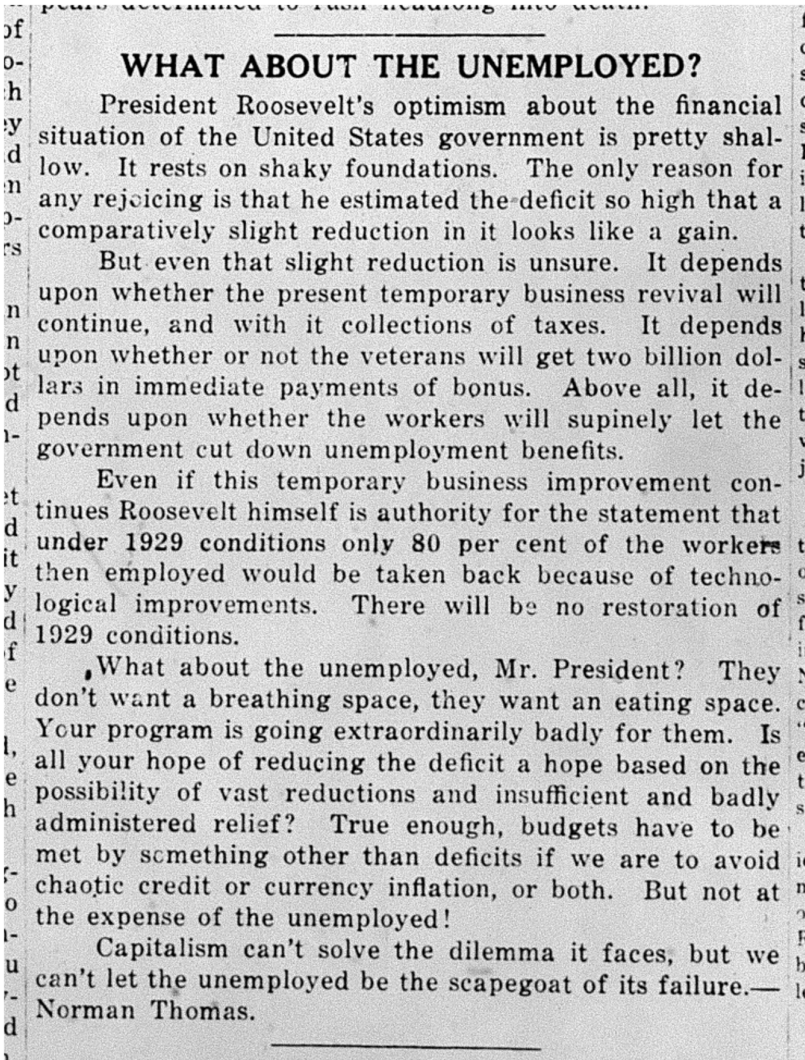 WHAT ABOUT THE UNEMPLOYED?
President Roosevelt's optimism about the financial
situation of the United States government is pretty shal-
low. It rests on shaky foundations. The only reason for
any rejoicing is that he estimated the deficit so high that a
comparatively slight reduction in it looks like a gain.
But even that slight reduction is unsure. It depends
upon whether the present temporary business revival will
continue, and with it collections of taxes. It depends
upon whether or not the veterans will get two billion dol-
lars in immediate payments of bonus. Above all, it de-
pends upon whether the workers will supinely let the
government cut down unemployment benefits.
Even if this temporary business improvement con-
tinues Roosevelt himself is authority for the statement that
under 1929 conditions only 80 per cent of the workers
then employed would be taken back because of techno-
logical improvements. There will be no restoration of
1929 conditions.
What about the unemployed, Mr. President? They
don't want a breathing space, they want an eating space.
Your program is going extraordinarily badly for them. Is
all your hope of reducing the deficit a hope based on the
possibility of vast reductions and insufficient and badly
administered relief? True enough, budgets have to be
met by something other than deficits if we are to avoid
chaotic credit or currency inflation, or both. But not at
the expense of the unemployed!
Capitalism can't solve the dilemma it faces, but we
can't let the unemployed be the scapegoat of its failure.—
Norman Thomas.